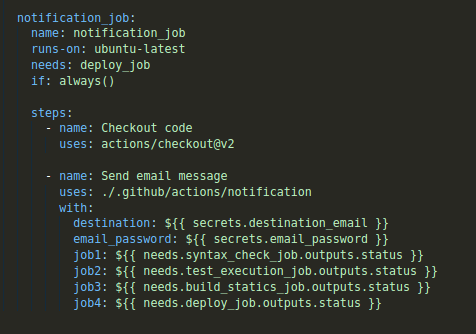 notification_job:
  name: notification_job
  runs-on: ubuntu-latest
  needs: deploy_job
  if: always()

  steps:
    - name: Checkout code
      uses: actions/checkout@v2

    - name: Send email message
      uses: ./.github/actions/notification
      with:
        destination: ${{ secrets.destination_email }}
        email_password: ${{ secrets.email_password }}
        job1: ${{ needs.syntax_check_job.outputs.status }}
        job2: ${{ needs.test_execution_job.outputs.status }}
        job3: ${{ needs.build_statics_job.outputs.status }}
        job4: ${{ needs.deploy_job.outputs.status }}